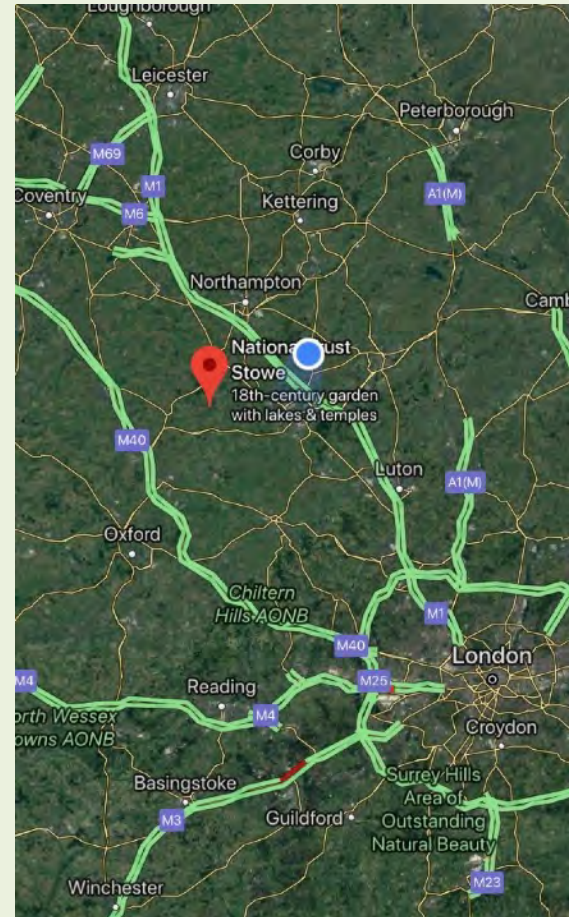 Loughborough
Leicester
Peterborough
M69
Corby
M1
A1(M)
Coventry
M6
Kettering
Northampton
Camb
National Trust
Stowe
18th-century garden
with lakes & temples
M40
Luton
A1(M)
Oxford
Chiltern
Hills AONB
M1
M40
London
M25
M4
Reading
North Wessex
Downs AONB
M4
Croydon
Surrey Hills
Area of
Outstanding
Natural Beauty
Basingstoke
Guildford
M3
M23
Winchester